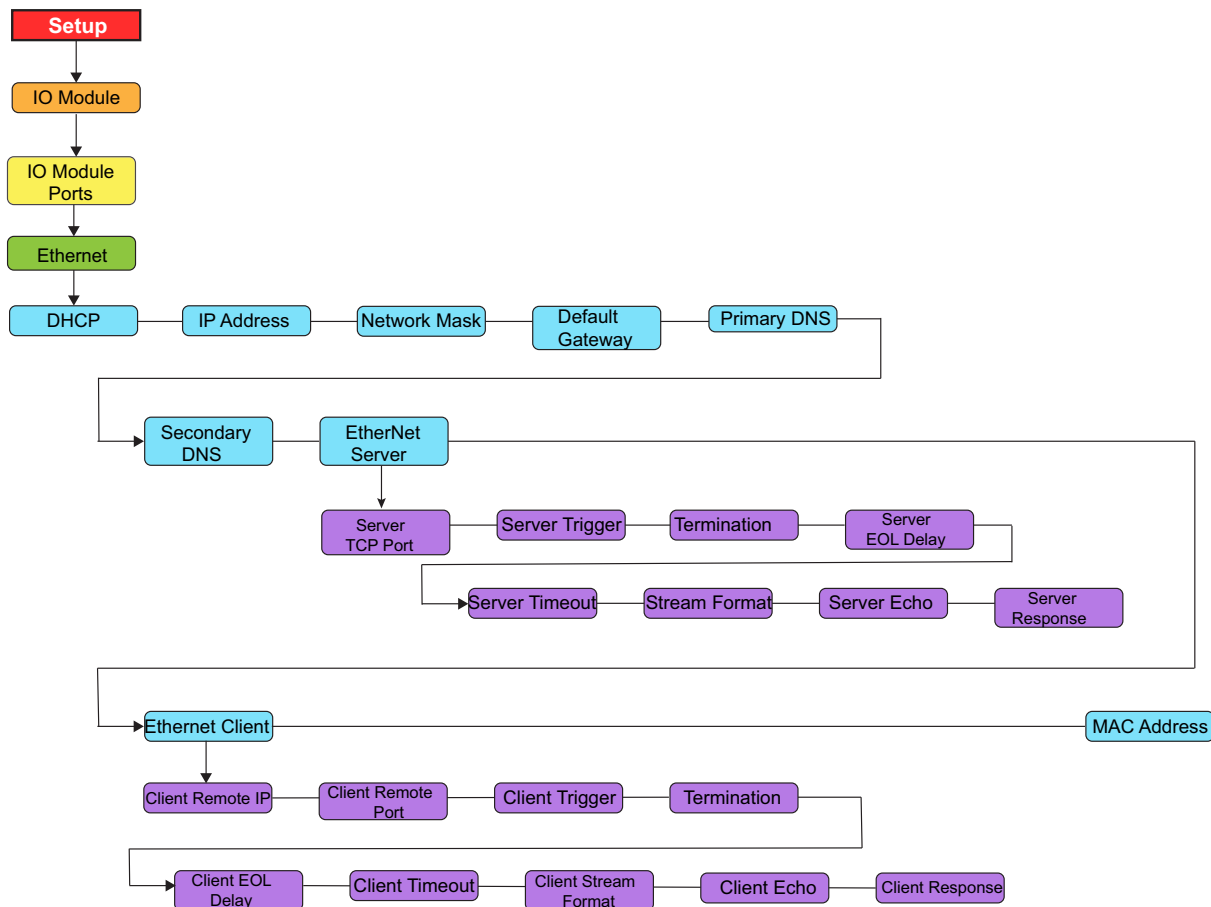 Setup
IO Module
IO Module
Ports
Ethernet
DHCP
IP Address
Network Mask
Default
Gateway
Primary DNS
Secondary
DNS
EtherNet
Server
Server
TCP Port
Server Trigger
Termination
Server
EOL Delay
Server Timeout
Stream Format
Server Echo
Server
Response
Ethernet Client
MAC Address
Client Remote IP
Client Remote
Port
Client Trigger
Termination
Client EOL
Delay
Client Timeout
Client Stream
Format
Client Echo
Client Response